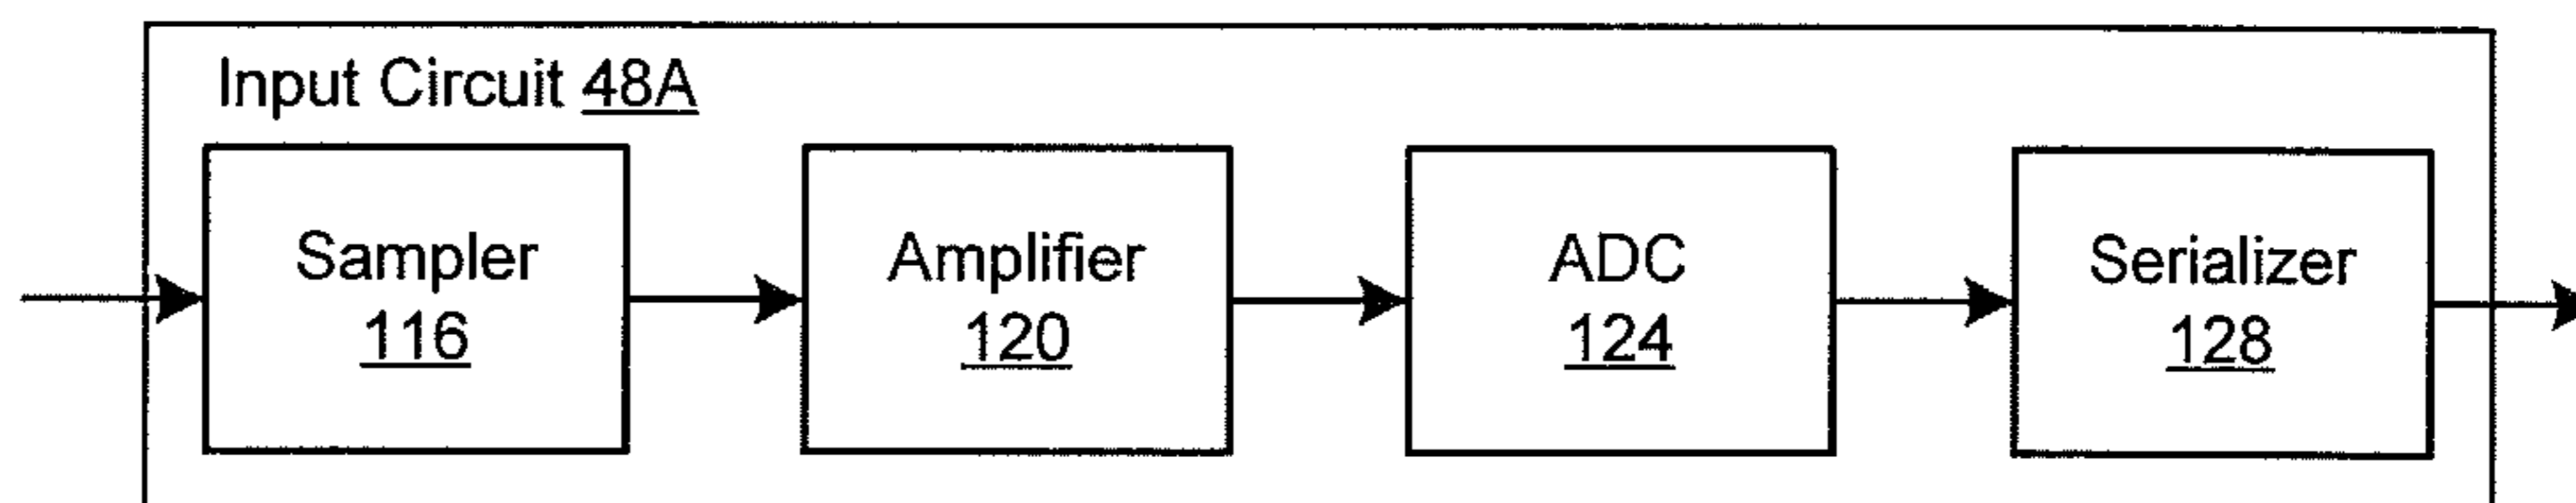 Input Circuit 48A
Sampler
116
Amplifier
120
ADC
124
Serializer
128